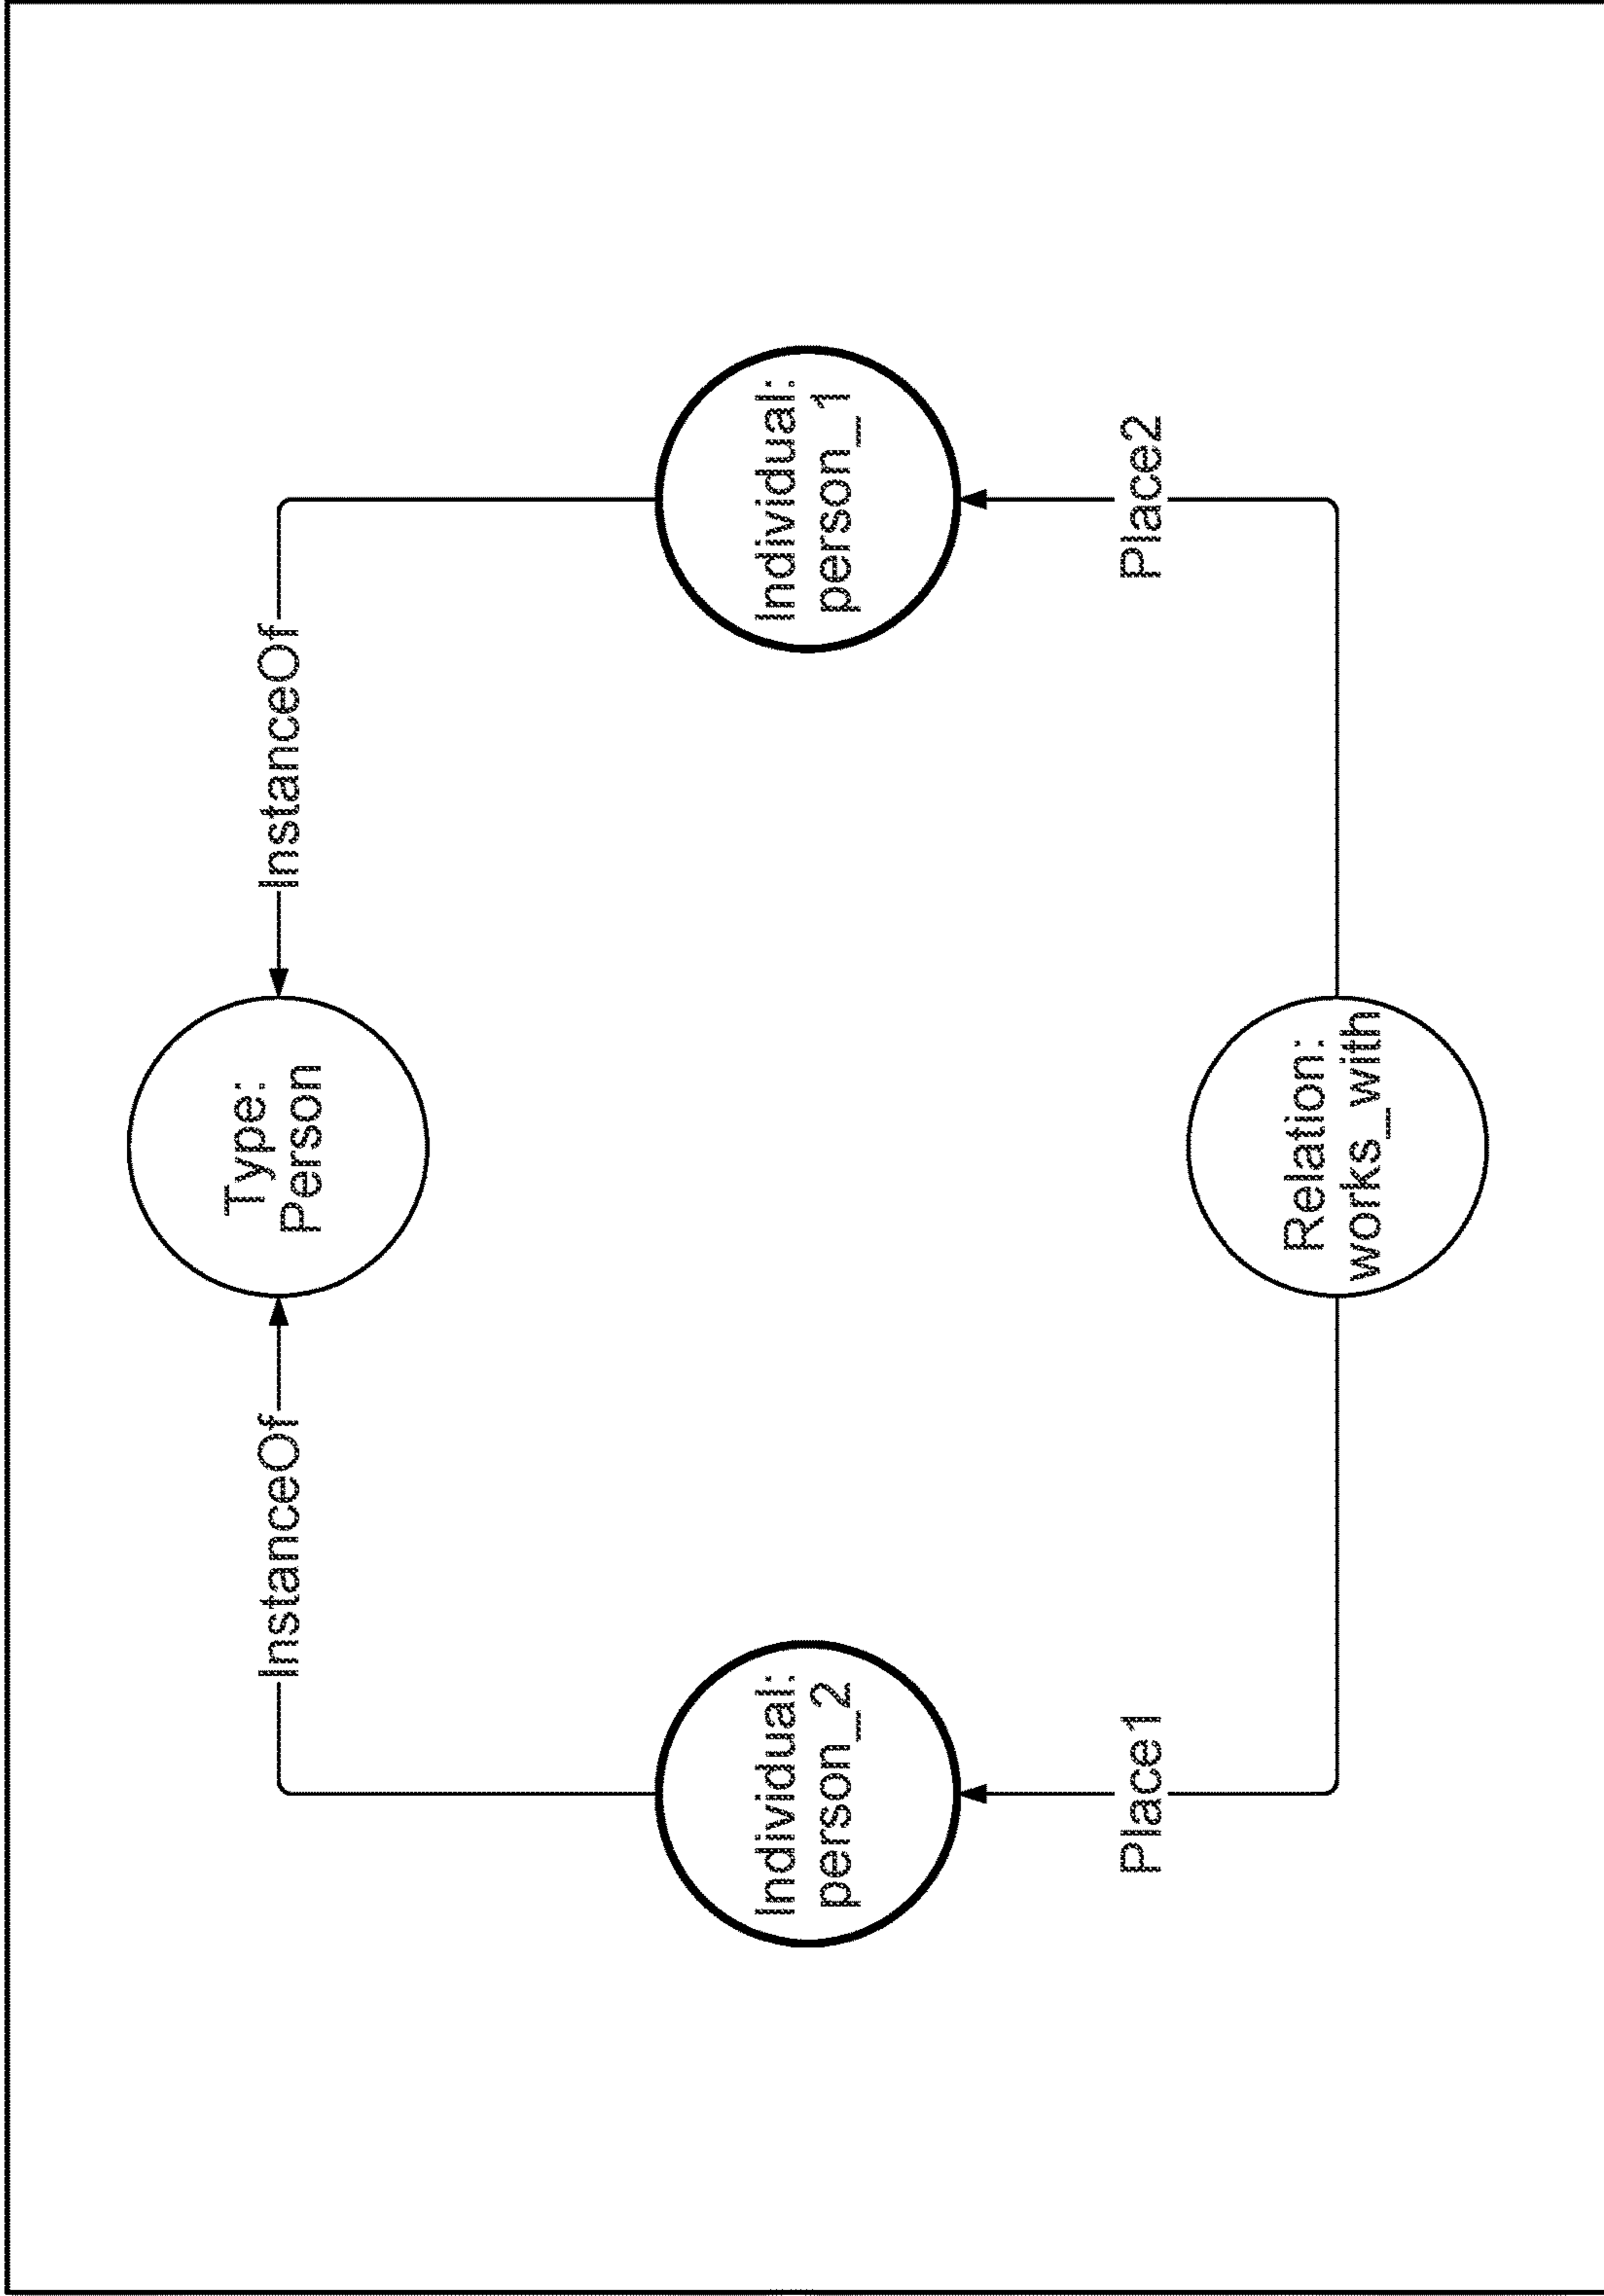 Type:
Person
InstanceOf
InstanceOf
Individual:
person_2
Individual:
person_1
Place1
Place2
Relation:
works_with